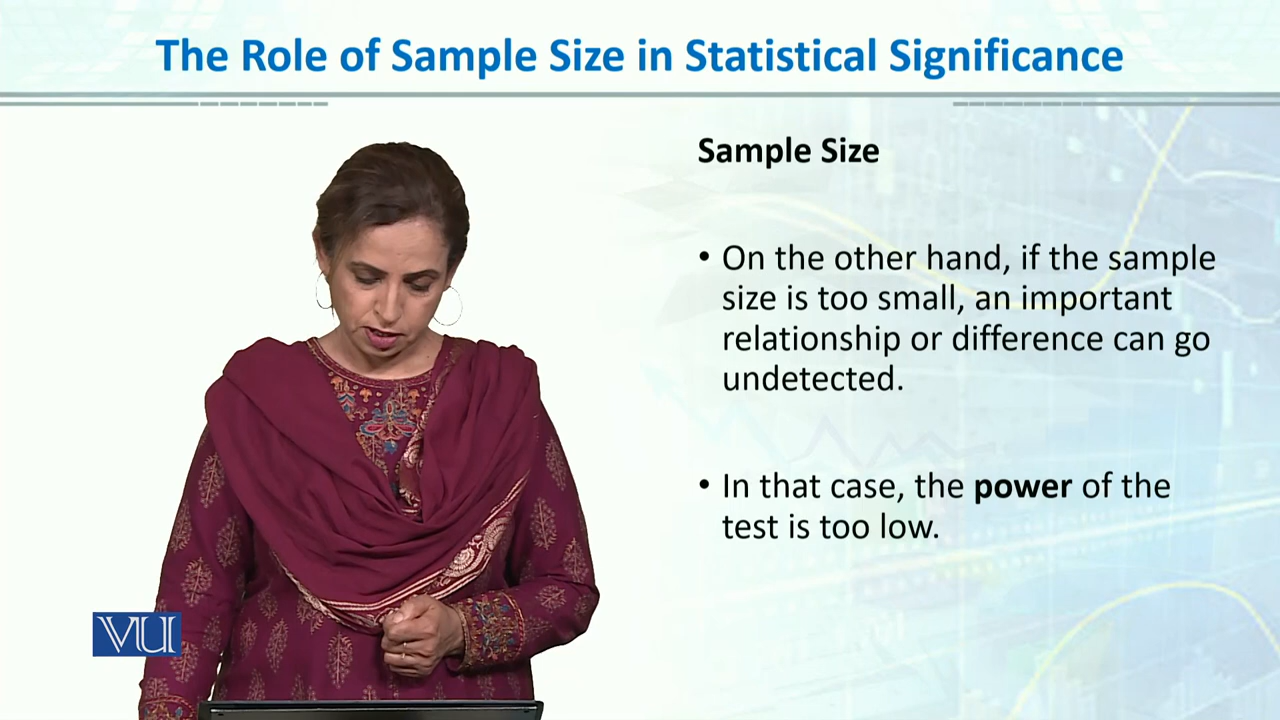 The Role of Sample Size in Statistical Significance
Sample Size
• On the other hand, if the sample
size is too small, an important
relationship or difference can go
undetected.
• In that case, the power of the
test is too low.
VU